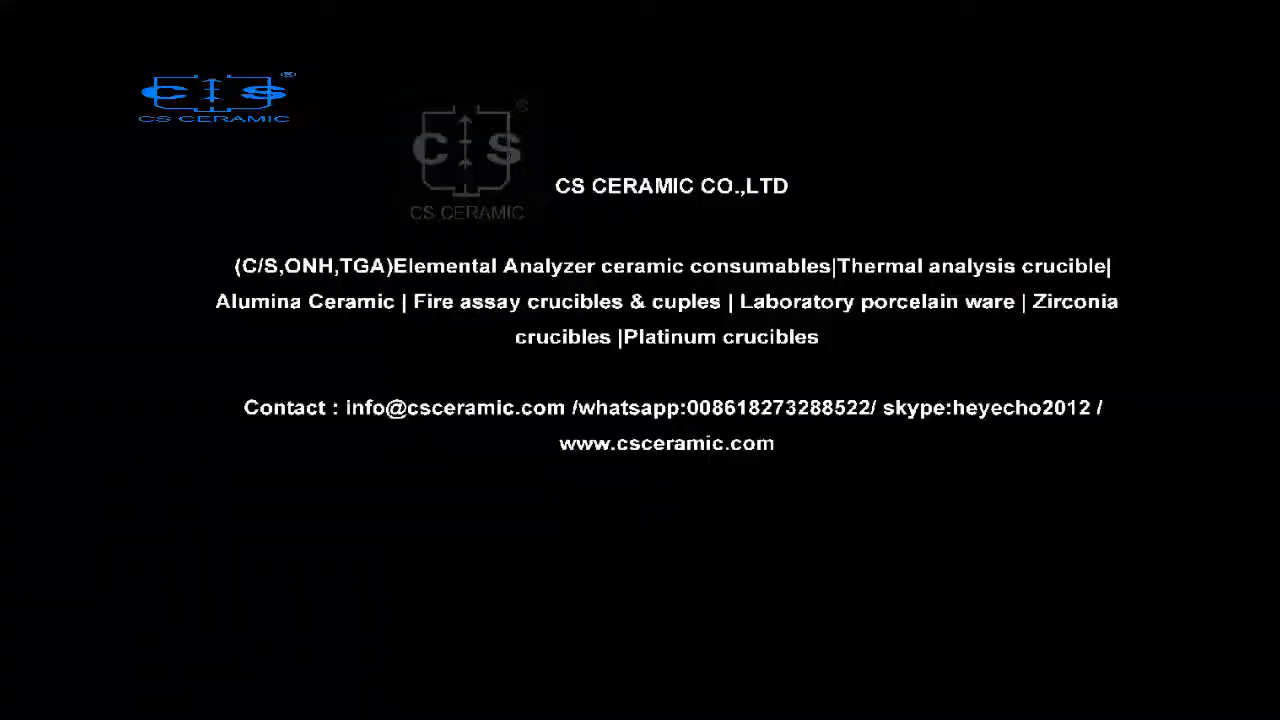 C S ®
CS CERAMIC
C S ®
CS CERAMIC
CS CERAMIC CO.,LTD
(C/S,ONH,TGA)Elemental Analyzer ceramic consumables|Thermal analysis crucible|
Alumina Ceramic | Fire assay crucibles & cuples | Laboratory porcelain ware | Zirconia
crucibles |Platinum crucibles
Contact : info@csceramic.com /whatsapp:008618273288522/ skype:heyecho2012 /
www.csceramic.com